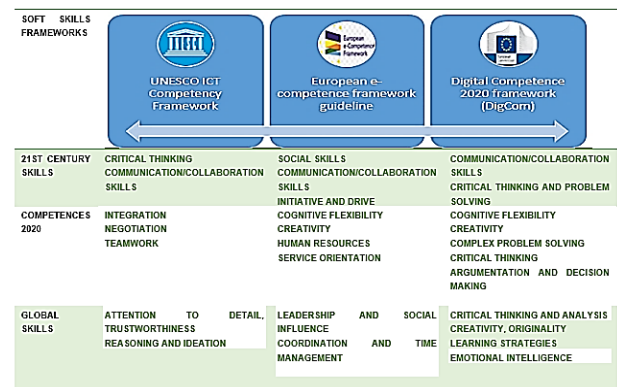 SOFT SKILLS
FRAMEWORKS
UNESCO ICT
Competency
Framework
European
e-Competence
Framework
European e-
competence framework
guideline
Digital Competence
2020 framework
(DigCom)
21ST CENTURY
SKILLS
CRITICAL THINKING
COMMUNICATION/COLLABORATION
SKILLS
SOCIAL SKILLS
COMMUNICATION/COLLABORATION
SKILLS
INITIATIVE AND DRIVE
COMMUNICATION/COLLABORATION
SKILLS
CRITICAL THINKING AND PROBLEM
SOLVING
COMPETENCES
2020
INTEGRATION
NEGOTIATION
TEAMWORK
COGNITIVE FLEXIBILITY
CREATIVITY
HUMAN RESOURCES
SERVICE ORIENTATION
COGNITIVE FLEXIBILITY
CREATIVITY
COMPLEX PROBLEM SOLVING
CRITICAL THINKING
ARGUMENTATION AND DECISION
MAKING
GLOBAL
SKILLS
ATTENTION TO DETAIL,
TRUSTWORTHINESS
REASONING AND IDEATION
LEADERSHIP AND SOCIAL
INFLUENCE
COORDINATION AND TIME
MANAGEMENT
CRITICAL THINKING AND ANALYSIS
CREATIVITY, ORIGINALITY
LEARNING STRATEGIES
EMOTIONAL INTELLIGENCE